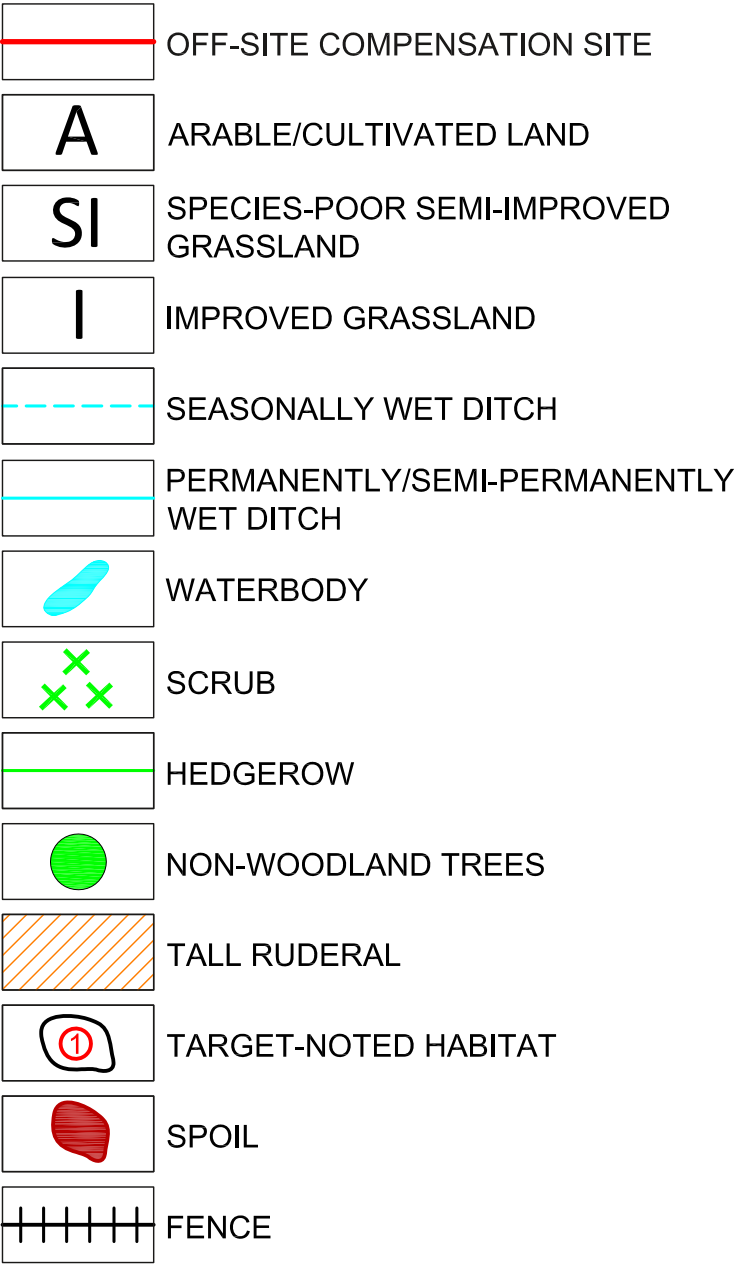 OFF-SITE COMPENSATION SITE
A ARABLE/CULTIVATED LAND
SI SPECIES-POOR SEMI-IMPROVED
GRASSLAND
I IMPROVED GRASSLAND
SEASONALLY WET DITCH
PERMANENTLY/SEMI-PERMANENTLY
WET DITCH
WATERBODY
SCRUB
HEDGEROW
NON-WOODLAND TREES
TALL RUDERAL
1 TARGET-NOTED HABITAT
SPOIL
FENCE